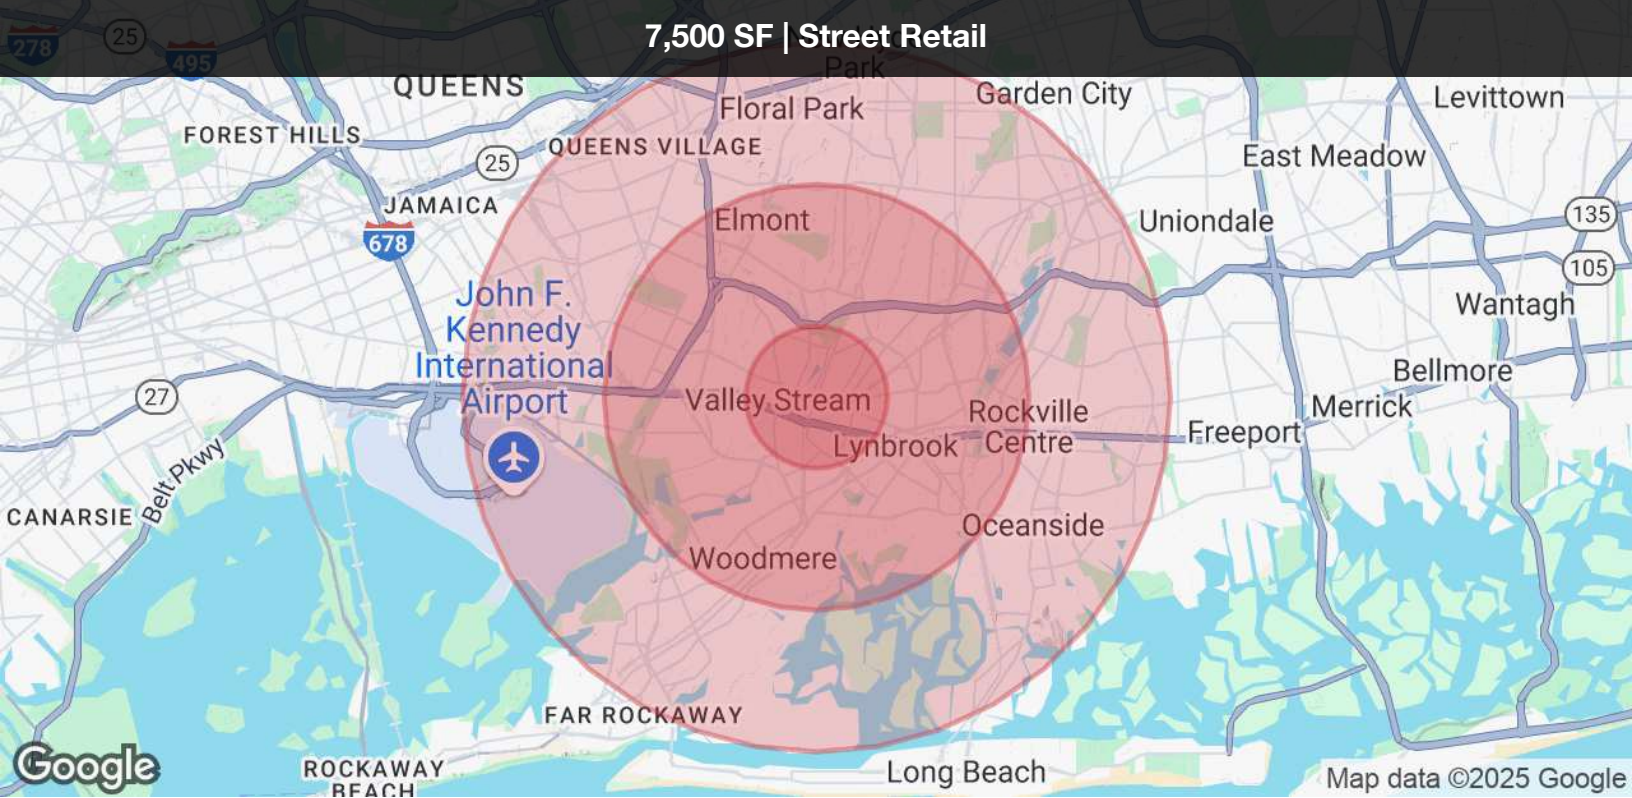 7,500 SF | Street Retail
278
25
495
Park
QUEENS
Floral Park
Garden City
Levittown
FOREST HILLS
QUEENS VILLAGE
25
East Meadow
JAMAICA
Elmont
Uniondale
135
678
105
John F.
Kennedy
International
Airport
Wantagh
Bellmore
27
Valley Stream
Rockville
Centre
Merrick
Lynbrook
Freeport
Belt Pkwy
CANARSIE
Oceanside
Woodmere
FAR ROCKAWAY
Google
ROCKAWAY
BEACH
Long Beach
Map data ©2025 Google